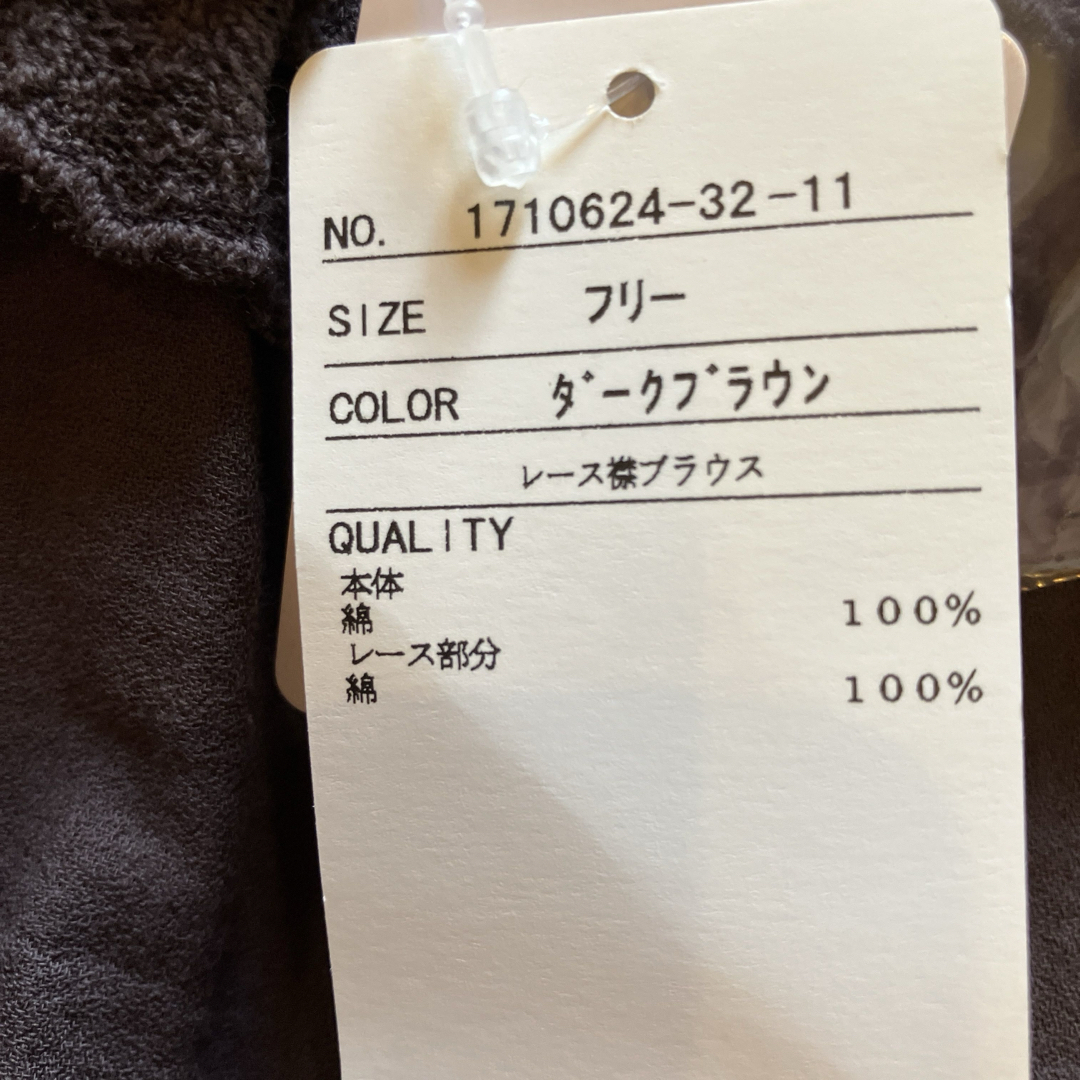 NO. 1710624-32-11
SIZE フリー
COLOR ダークブラウン
レース襟ブラウス
QUALITY
本体
綿 100%
レース部分
綿 100%